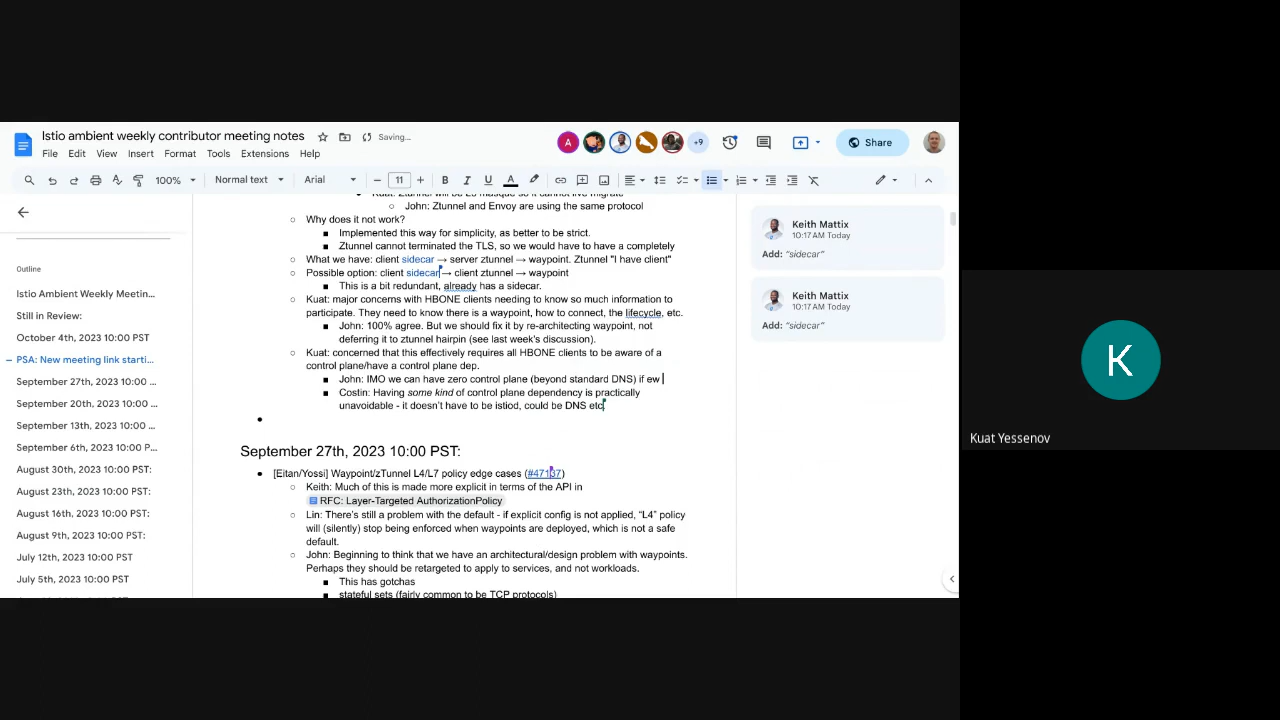 Istio ambient weekly contributor meeting notes
Saving...
File Edit View Insert Format Tools Extensions Help
A
+9
Share
100%
Normal text
Arial
11
B I U A
Outline
Istio Ambient Weekly Meetin...
Still in Review:
October 4th, 2023 10:00 PST
PSA: New meeting link starti...
September 27th, 2023 10:00 ...
September 20th, 2023 10:00 ...
September 13th, 2023 10:00 ...
September 6th, 2023 10:00 P...
August 30th, 2023 10:00 PST:
August 23rd, 2023 10:00 PST:
August 16th, 2023 10:00 PST:
August 9th, 2023 10:00 PST:
July 12th, 2023 10:00 PST
July 5th, 2023 10:00 PST
John: Ztunnel and Envoy are using the same protocol
Why does it not work?
Implemented this way for simplicity, as better to be strict.
Ztunnel cannot terminated the TLS, so we would have to have a completely
What we have: client sidecar → server ztunnel → waypoint. Ztunnel "I have client"
Possible option: client sidecar → client ztunnel → waypoint
This is a bit redundant, already has a sidecar.
Kuat: major concerns with HBONE clients needing to know so much information to
participate. They need to know there is a waypoint, how to connect, the lifecycle, etc.
John: 100% agree. But we should fix it by re-architecting waypoint, not
deferring it to ztunnel hairpin (see last week's discussion).
Kuat: concerned that this effectively requires all HBONE clients to be aware of a
control plane/have a control plane dep.
John: IMO we can have zero control plane (beyond standard DNS) if ew
Costin: Having some kind of control plane dependency is practically
unavoidable - it doesn't have to be istiod, could be DNS etc
September 27th, 2023 10:00 PST:
[Eitan/Yossi] Waypoint/zTunnel L4/L7 policy edge cases (#47137)
Keith: Much of this is made more explicit in terms of the API in
RFC: Layer-Targeted AuthorizationPolicy
Lin: There's still a problem with the default - if explicit config is not applied, "L4" policy
will (silently) stop being enforced when waypoints are deployed, which is not a safe
default.
John: Beginning to think that we have an architectural/design problem with waypoints.
Perhaps they should be retargeted to apply to services, and not workloads.
This has gotchas
stateful sets (fairly common to be TCP protocols)
Keith Mattix
10:17 AM Today
Add: "sidecar"
Keith Mattix
10:17 AM Today
Add: "sidecar"
K
Kuat Yessenov